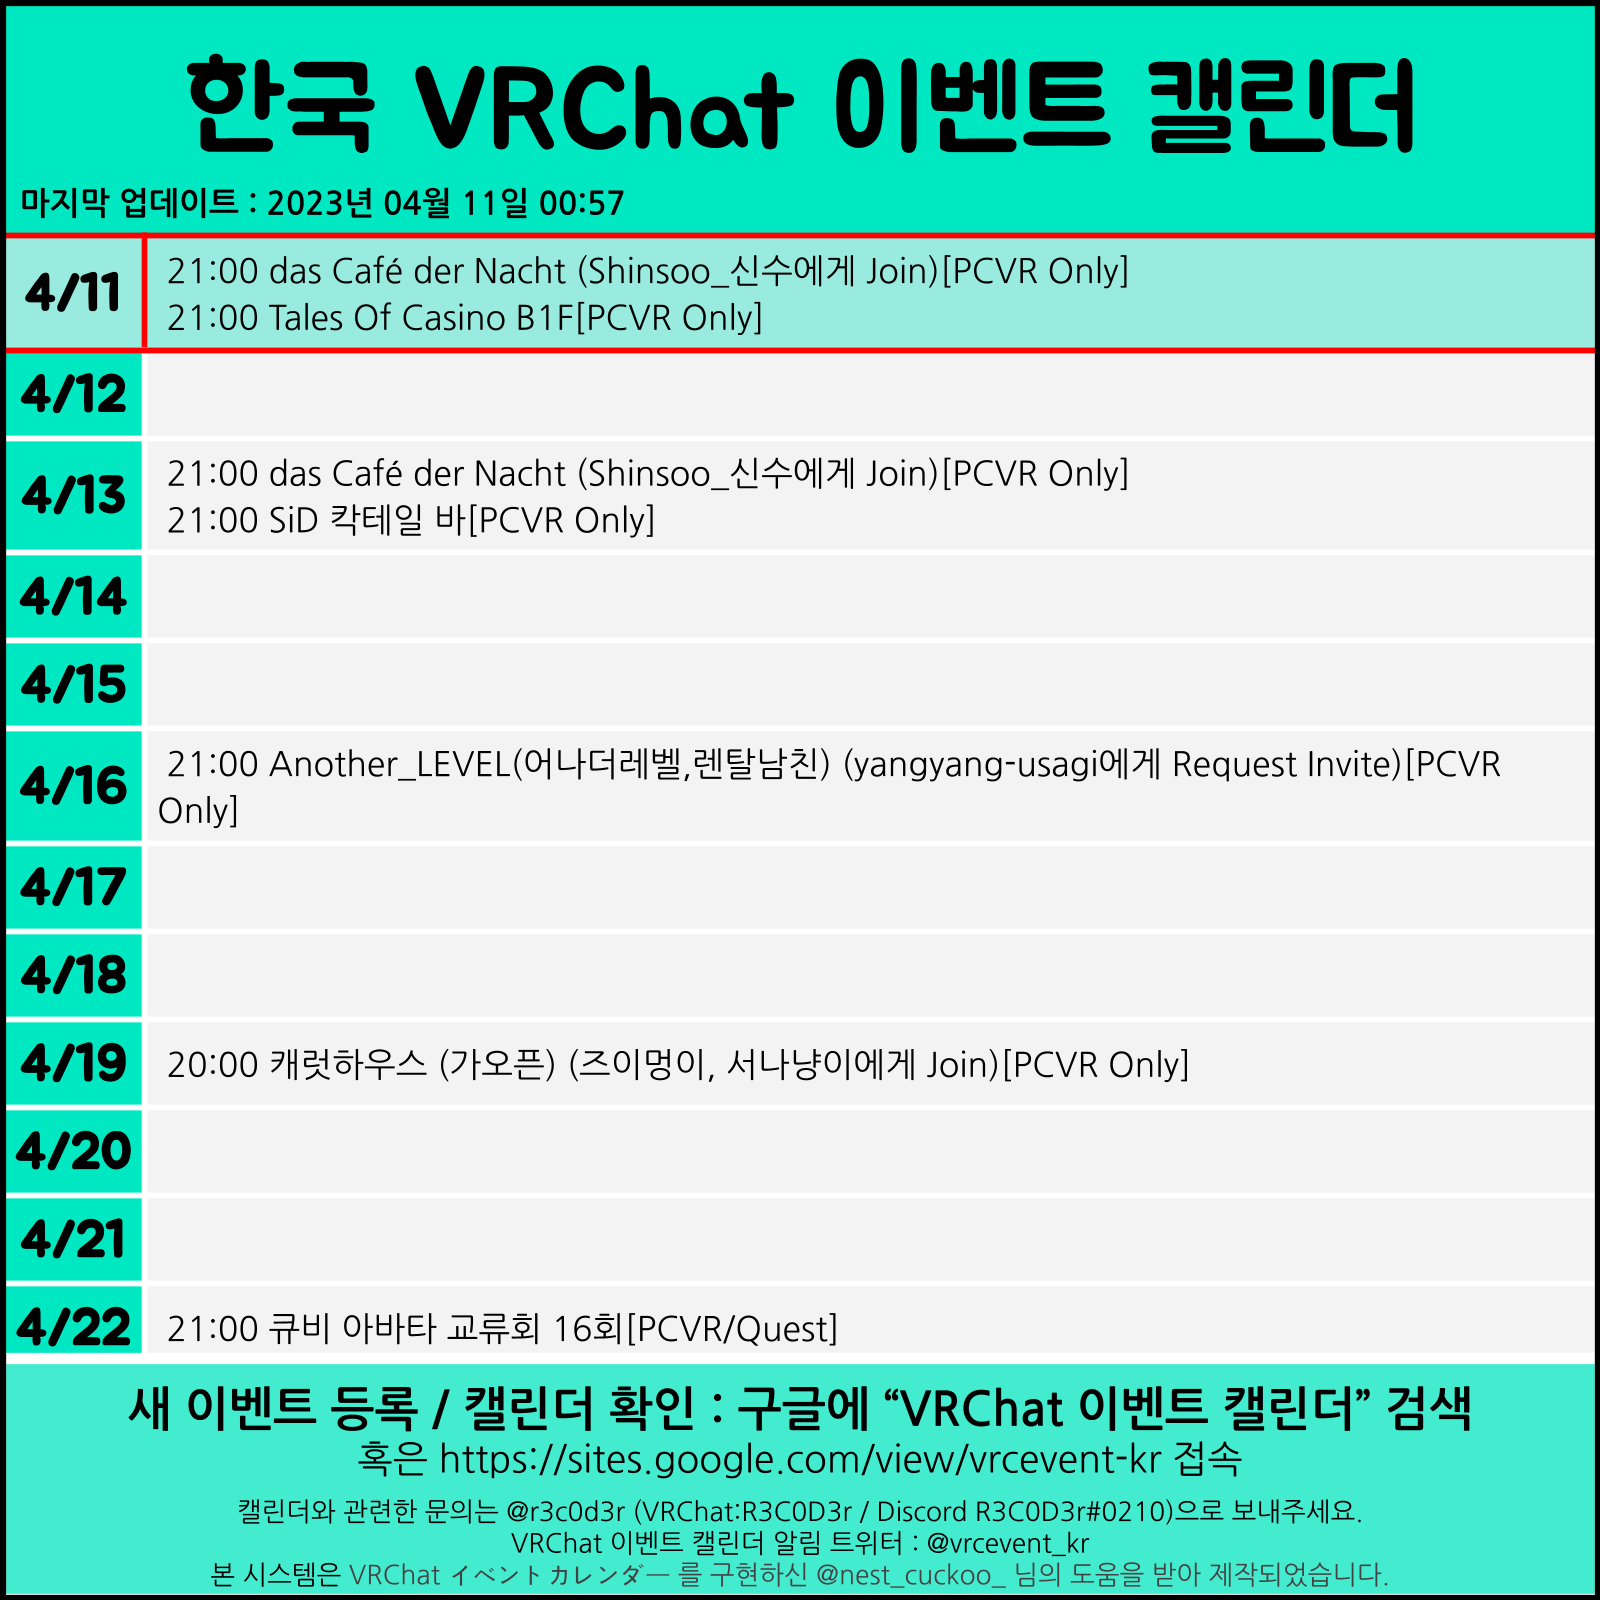 한국 VRChat 이벤트 캘린더
마지막 업데이트 : 2023년 04월 11일 00:57
4/11
21:00 das Café der Nacht (Shinsoo_신수에게 Join)[PCVR Only]
21:00 Tales Of Casino B1F[PCVR Only]
4/12
4/13
21:00 das Café der Nacht (Shinsoo_신수에게 Join)[PCVR Only]
21:00 SiD 칵테일 바[PCVR Only]
4/14
4/15
4/16
21:00 Another_LEVEL(어나더레벨,렌탈남친) (yangyang-usagi에게 Request Invite)[PCVR
Only]
4/17
4/18
4/19
20:00 캐럿하우스 (가오픈) (즈이멍이, 서나냥이에게 Join)[PCVR Only]
4/20
4/21
4/22
21:00 큐비 아바타 교류회 16회[PCVR/Quest]
새 이벤트 등록 / 캘린더 확인 : 구글에 “VRChat 이벤트 캘린더” 검색
혹은 https://sites.google.com/view/vrcevent-kr 접속
캘린더와 관련한 문의는 @r3c0d3r (VRChat:R3C0D3r / Discord R3C0D3r#0210)으로 보내주세요.
VRChat 이벤트 캘린더 알림 트위터 : @vrcevent_kr
본 시스템은 VRChat イベントカレンダー 를 구현하신 @nest_cuckoo_ 님의 도움을 받아 제작되었습니다.